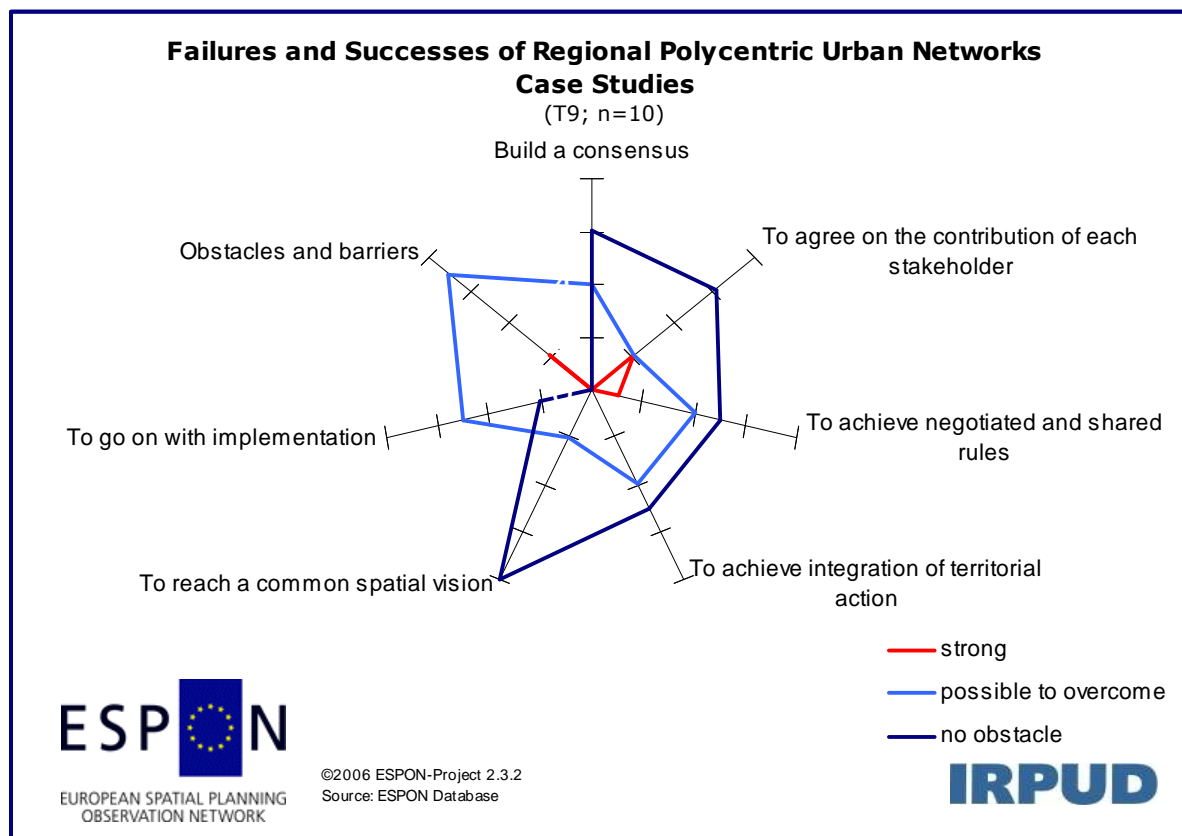 Failures and Successes of Regional Polycentric Urban Networks
Case Studies
(T9; n=10)
Build a consensus
To agree on the contribution of each
stakeholder
Obstacles and barriers
To achieve negotiated and shared
rules
To go on with implementation
To achieve integration of territorial
action
To reach a common spatial vision
strong
possible to overcome
no obstacle
ESPON
EUROPEAN SPATIAL PLANNING
OBSERVATION NETWORK
©2006 ESPON-Project 2.3.2
Source: ESPON Database
IRPUD